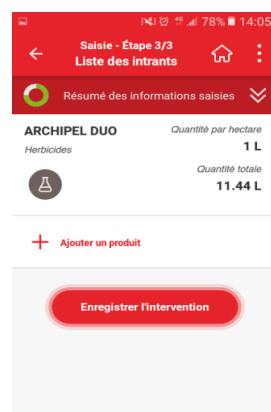 4G 78% 14:05
Saisie - Étape 3/3
Liste des intrants
Résumé des informations saisies
ARCHIPEL DUO
Quantité par hectare
Herbicides
1 L
Quantité totale
11.44 L
Ajouter un produit
Enregistrer l'intervention